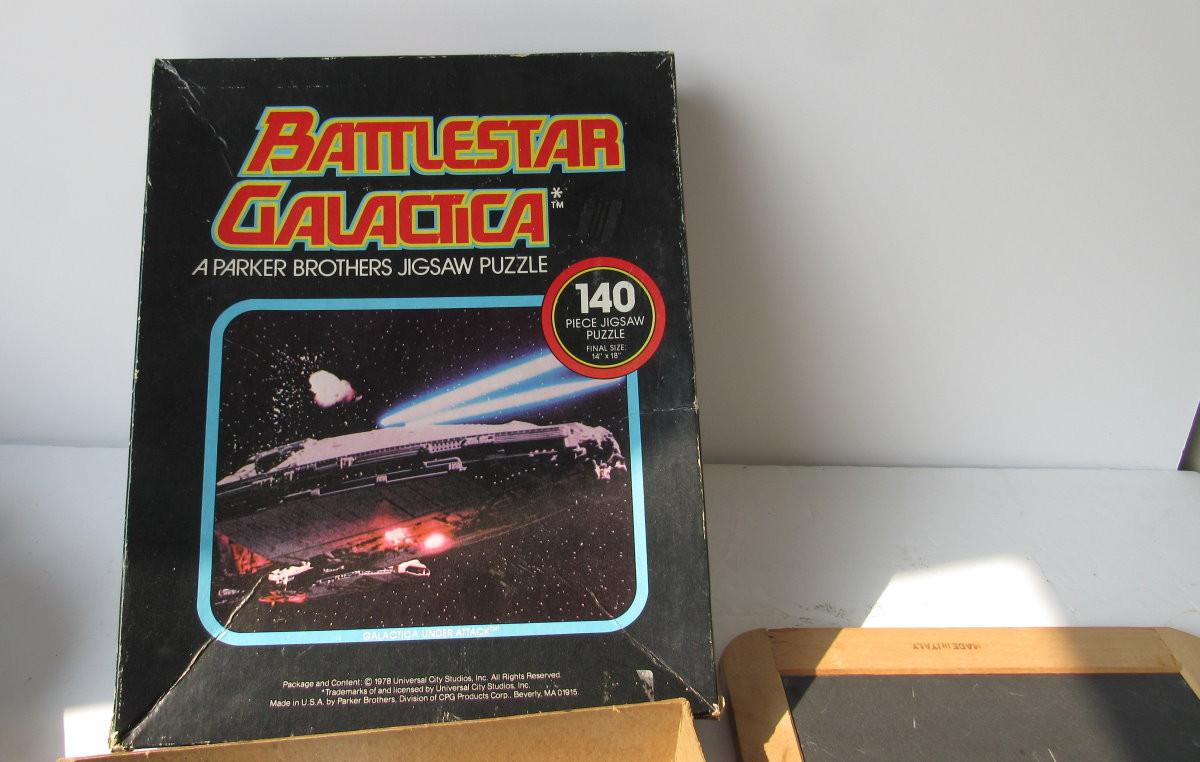 BATTLESTAR
GALACTICA*™
A PARKER BROTHERS JIGSAW PUZZLE
140
PIECE JIGSAW
PUZZLE
FINAL SIZE:
14" x 18"
GALACTICA UNDER ATTACK™
Package and Content: © 1978 Universal City Studios, Inc. All Rights Reserved.
*Trademarks of and licensed by Universal City Studios, Inc.
Made in U.S.A. by Parker Brothers, Division of CPG Products Corp., Beverly, MA 01915.
MADE IN ITALY